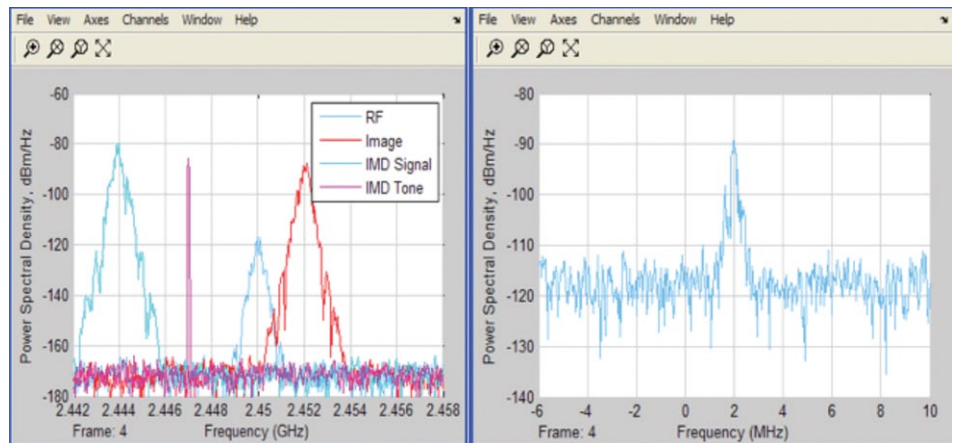 File View Axes Channels Window Help
Power Spectral Density, dBm/Hz
-60
-80
-100
-120
-140
-160
-180
RF
Image
IMD Signal
IMD Tone
2.442 2.444 2.446 2.448 2.45 2.452 2.454 2.456 2.458
Frame: 4 Frequency (GHz)
File View Axes Channels Window Help
Power Spectral Density, dBm/Hz
-80
-90
-100
-110
-120
-130
-140
-6 -4 -2 0 2 4 6 8 10
Frame: 4 Frequency (MHz)